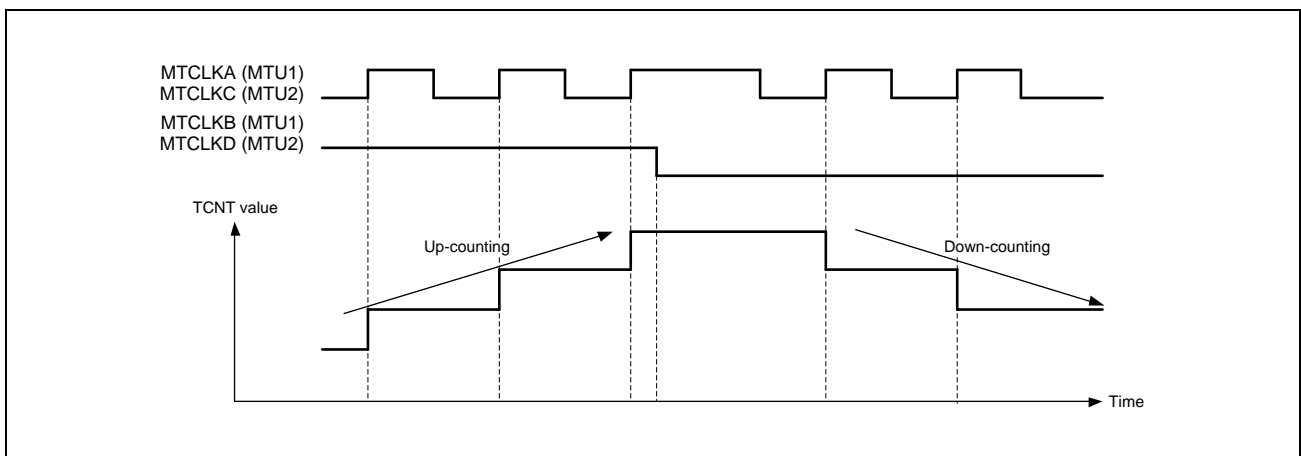 MTCLKA (MTU1)
MTCLKC (MTU2)
MTCLKB (MTU1)
MTCLKD (MTU2)
TCNT value
Up-counting
Down-counting
Time